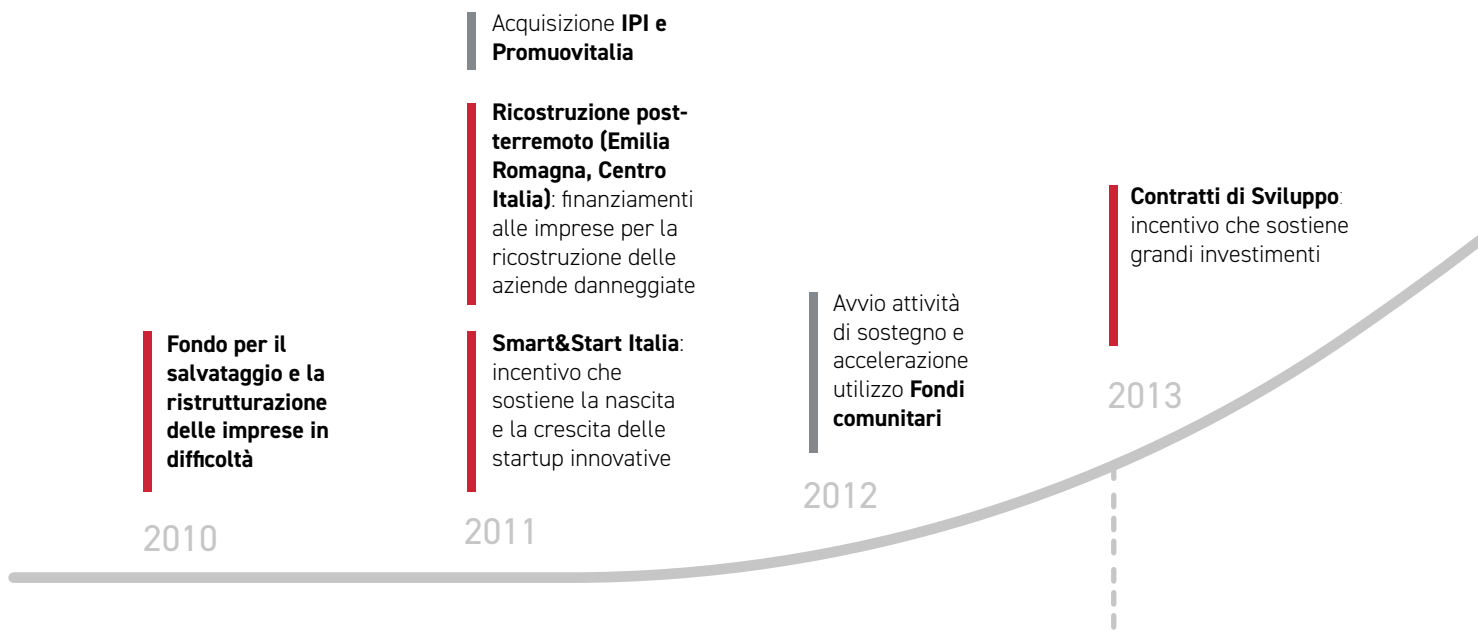 Fondo per il
salvataggio e la
ristrutturazione
delle imprese in
difficoltà
2010
Acquisizione IPI e
Promuovitalia
Ricostruzione post-
terremoto (Emilia
Romagna, Centro
Italia): finanziamenti
alle imprese per la
ricostruzione delle
aziende danneggiate
Smart&Start Italia:
incentivo che
sostiene la nascita
e la crescita delle
startup innovative
2011
Avvio attività
di sostegno e
accelerazione
utilizzo Fondi
comunitari
2012
Contratti di Sviluppo:
incentivo che sostiene
grandi investimenti
2013